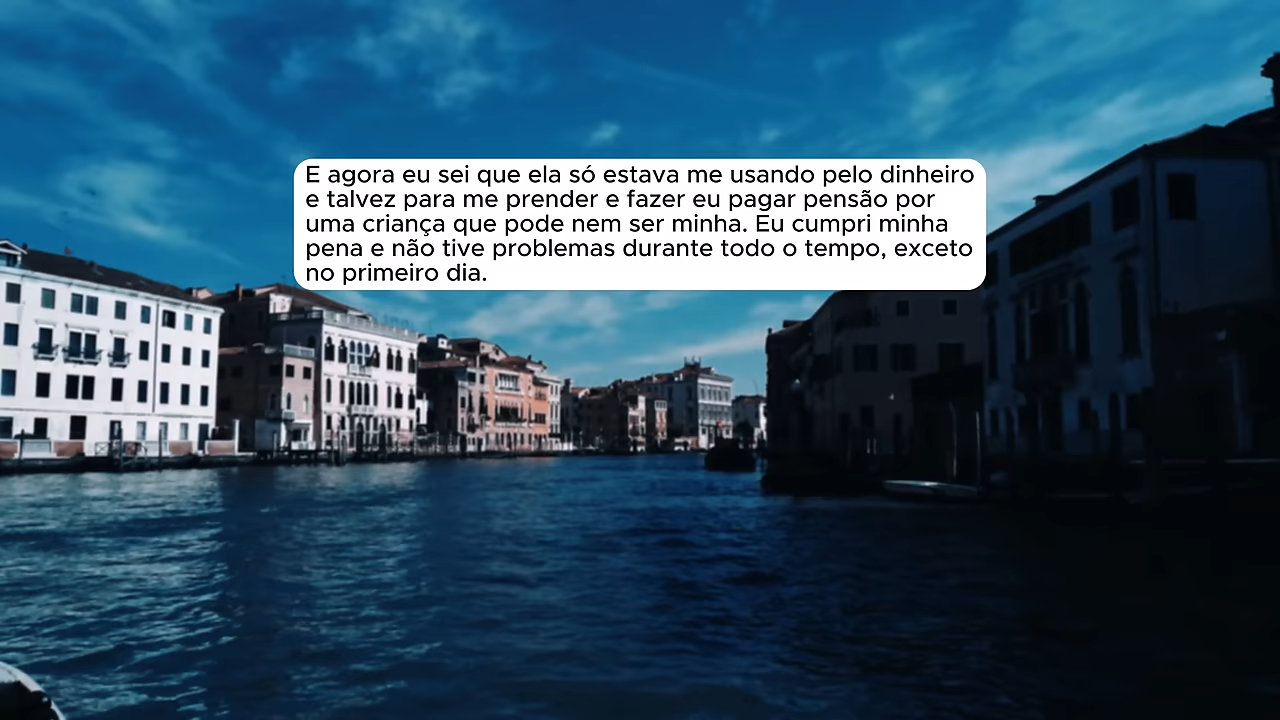 E agora eu sei que ela só estava me usando pelo dinheiro
e talvez para me prender e fazer eu pagar pensão por
uma criança que pode nem ser minha. Eu cumpri minha
pena e não tive problemas durante todo o tempo, exceto
no primeiro dia.